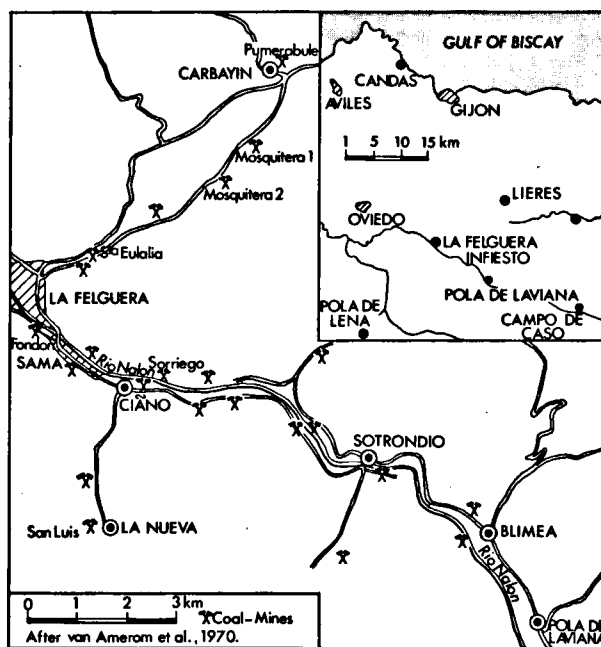 Pumarabule
CARBAYIN
Mosquitera 1
Mosquitera 2
Sta Eulalia
LA FELGUERA
Fondon
SAMA
Rio Nalon
Sorriego
CIAÑO
SOTRONDIO
San Luis
LA NUEVA
BLIMEA
Rio Nalon
POLA DE
LAVIANA
0 1 2 3 km
Coal-Mines
After van Amerom et al., 1970.
GULF OF BISCAY
CANDAS
AVILES
GIJON
1 5 10 15 km
LIERES
OVIEDO
LA FELGUERA
INFIESTO
POLA DE LAVIANA
POLA DE
LENA
CAMPO DE
CASO